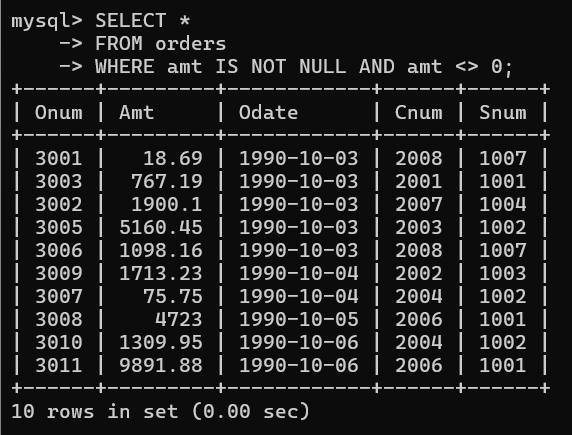 mysql> SELECT *
    -> FROM orders
    -> WHERE amt IS NOT NULL AND amt <> 0;
+------+---------+------------+------+------+
| Onum | Amt     | Odate      | Cnum | Snum |
+------+---------+------------+------+------+
| 3001 |   18.69 | 1990-10-03 | 2008 | 1007 |
| 3003 |  767.19 | 1990-10-03 | 2001 | 1001 |
| 3002 |  1900.1 | 1990-10-03 | 2007 | 1004 |
| 3005 | 5160.45 | 1990-10-03 | 2003 | 1002 |
| 3006 | 1098.16 | 1990-10-03 | 2008 | 1007 |
| 3009 | 1713.23 | 1990-10-04 | 2002 | 1003 |
| 3007 |   75.75 | 1990-10-04 | 2004 | 1002 |
| 3008 |    4723 | 1990-10-05 | 2006 | 1001 |
| 3010 | 1309.95 | 1990-10-06 | 2004 | 1002 |
| 3011 | 9891.88 | 1990-10-06 | 2006 | 1001 |
+------+---------+------------+------+------+
10 rows in set (0.00 sec)